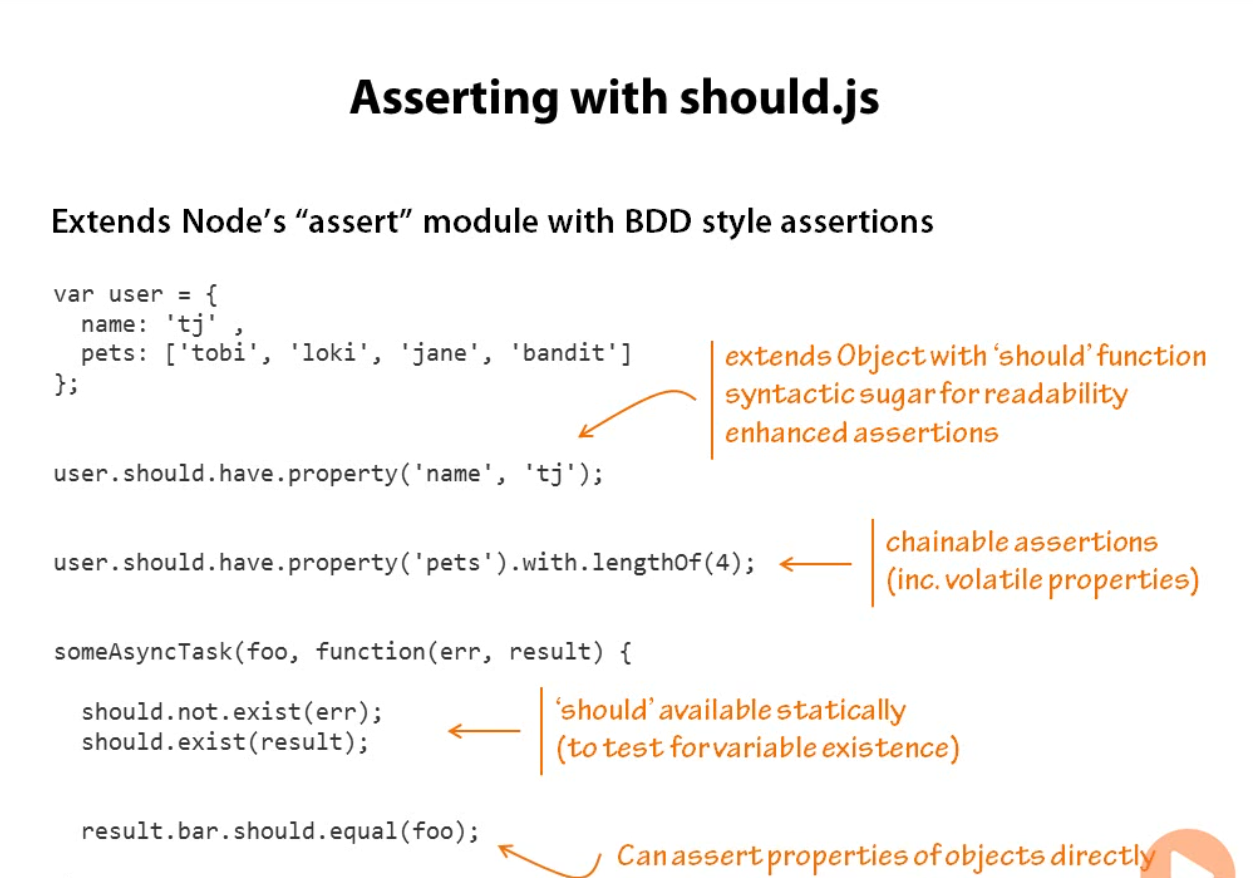 Asserting with should.js
Extends Node’s “assert” module with BDD style assertions
var user = {
  name: 'tj' ,
  pets: ['tobi', 'loki', 'jane', 'bandit']
};
extends Object with ‘should’ function
syntactic sugar for readability
enhanced assertions
user.should.have.property('name', 'tj');
user.should.have.property('pets').with.lengthOf(4);
chainable assertions
(inc. volatile properties)
someAsyncTask(foo, function(err, result) {
  should.not.exist(err);
  should.exist(result);
‘should’ available statically
(to test for variable existence)
  result.bar.should.equal(foo);
Can assert properties of objects directly